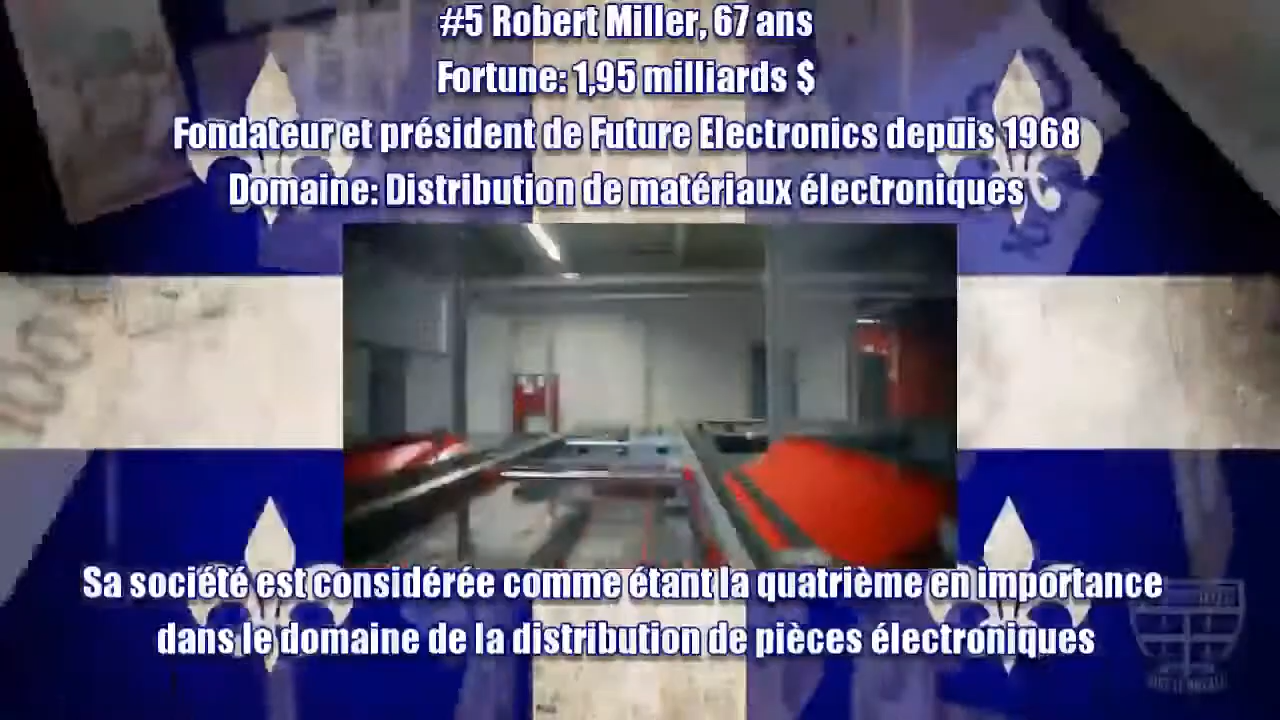 #5 Robert Miller, 67 ans
Fortune: 1,95 milliards $
Fondateur et président de Future Electronics depuis 1968
Domaine: Distribution de matériaux électroniques
Sa société est considérée comme étant la quatrième en importance
dans le domaine de la distribution de pièces électroniques